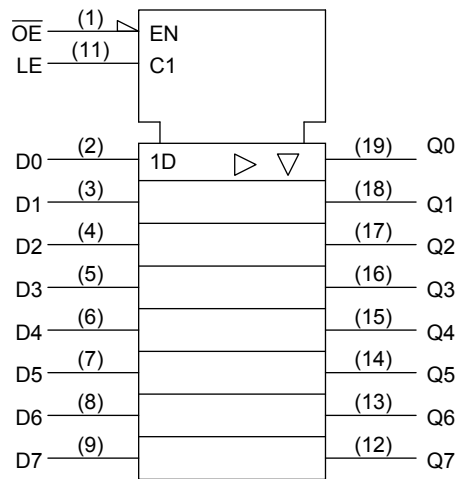 O̅E̅ (1) EN
LE (11) C1
D0 (2) 1D (19) Q0
D1 (3) (18) Q1
D2 (4) (17) Q2
D3 (5) (16) Q3
D4 (6) (15) Q4
D5 (7) (14) Q5
D6 (8) (13) Q6
D7 (9) (12) Q7